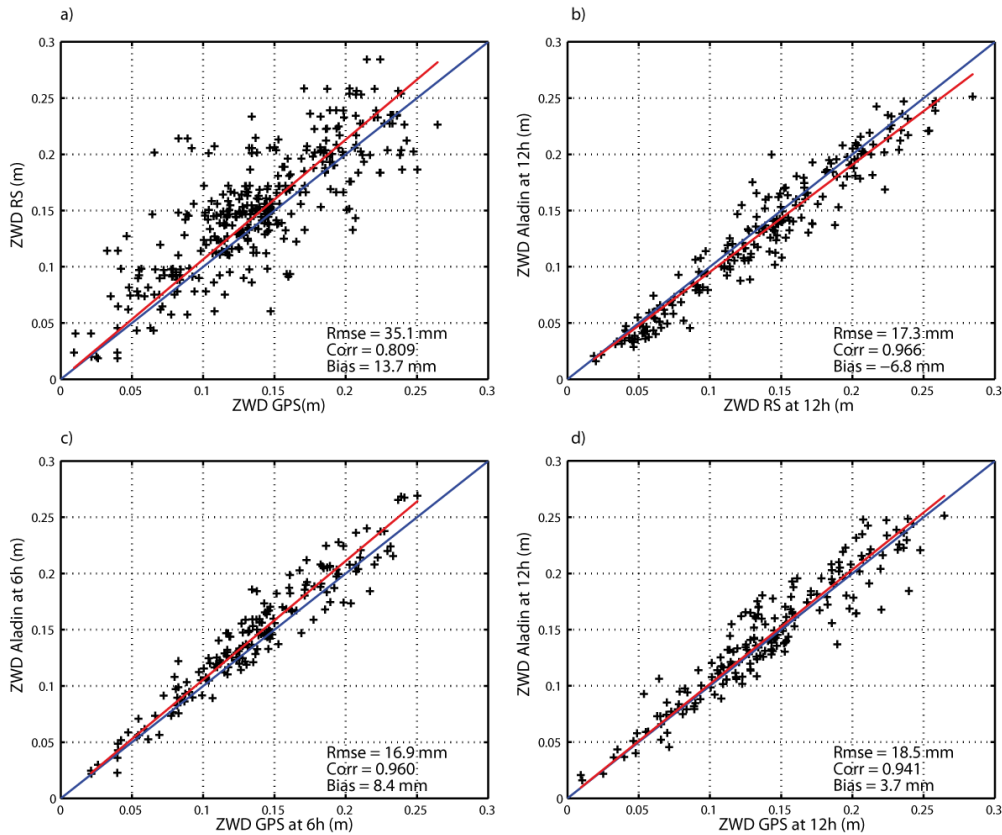 a)
0.3
0.25
0.2
0.15
0.1
0.05
0
ZWD RS (m)
Rmse = 35.1 mm
Corr = 0.809
Bias = 13.7 mm
0 0.05 0.1 0.15 0.2 0.25 0.3
ZWD GPS(m)
b)
0.3
0.25
0.2
0.15
0.1
0.05
0
ZWD Aladin at 12h (m)
Rmse = 17.3 mm
Corr = 0.966
Bias = −6.8 mm
0 0.05 0.1 0.15 0.2 0.25 0.3
ZWD RS at 12h (m
c)
0.3
0.25
0.2
0.15
0.1
0.05
0
ZWD Aladin at 6h (m)
Rmse = 16.9 mm
Corr = 0.960
Bias = 8.4 mm
0 0.05 0.1 0.15 0.2 0.25 0.3
ZWD GPS at 6h (m)
d)
0.3
0.25
0.2
0.15
0.1
0.05
0
ZWD Aladin at 12h (m)
Rmse = 18.5 mm
Corr = 0.941
Bias = 3.7 mm
0 0.05 0.1 0.15 0.2 0.25 0.3
ZWD GPS at 12h (m)